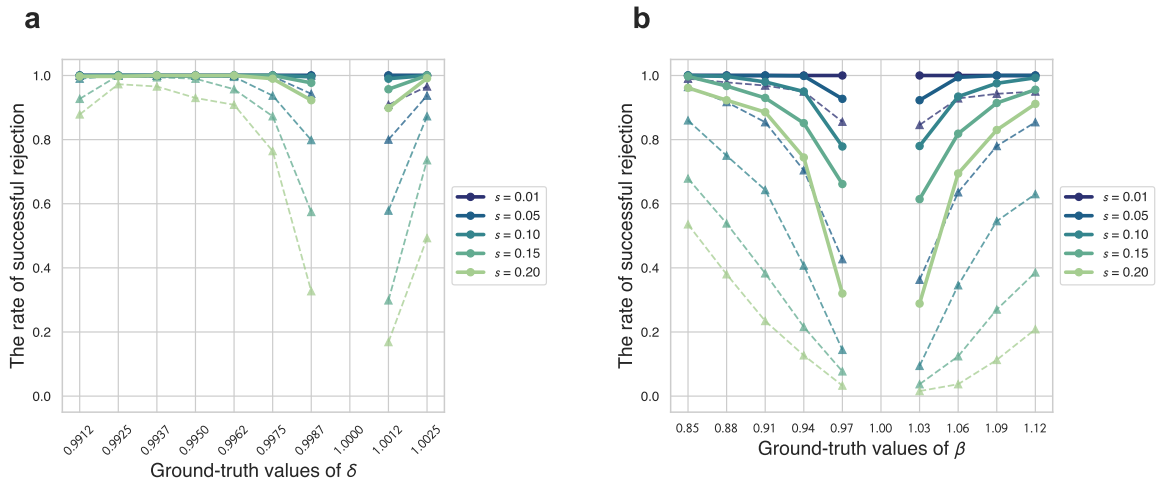 a
The rate of successful rejection
1.0
0.8
0.6
0.4
0.2
0.0
0.9912
0.9925
0.9937
0.9950
0.9962
0.9975
0.9987
1.0000
1.0012
1.0025
Ground-truth values of δ
s = 0.01
s = 0.05
s = 0.10
s = 0.15
s = 0.20
b
The rate of successful rejection
1.0
0.8
0.6
0.4
0.2
0.0
0.85
0.88
0.91
0.94
0.97
1.00
1.03
1.06
1.09
1.12
Ground-truth values of β
s = 0.01
s = 0.05
s = 0.10
s = 0.15
s = 0.20